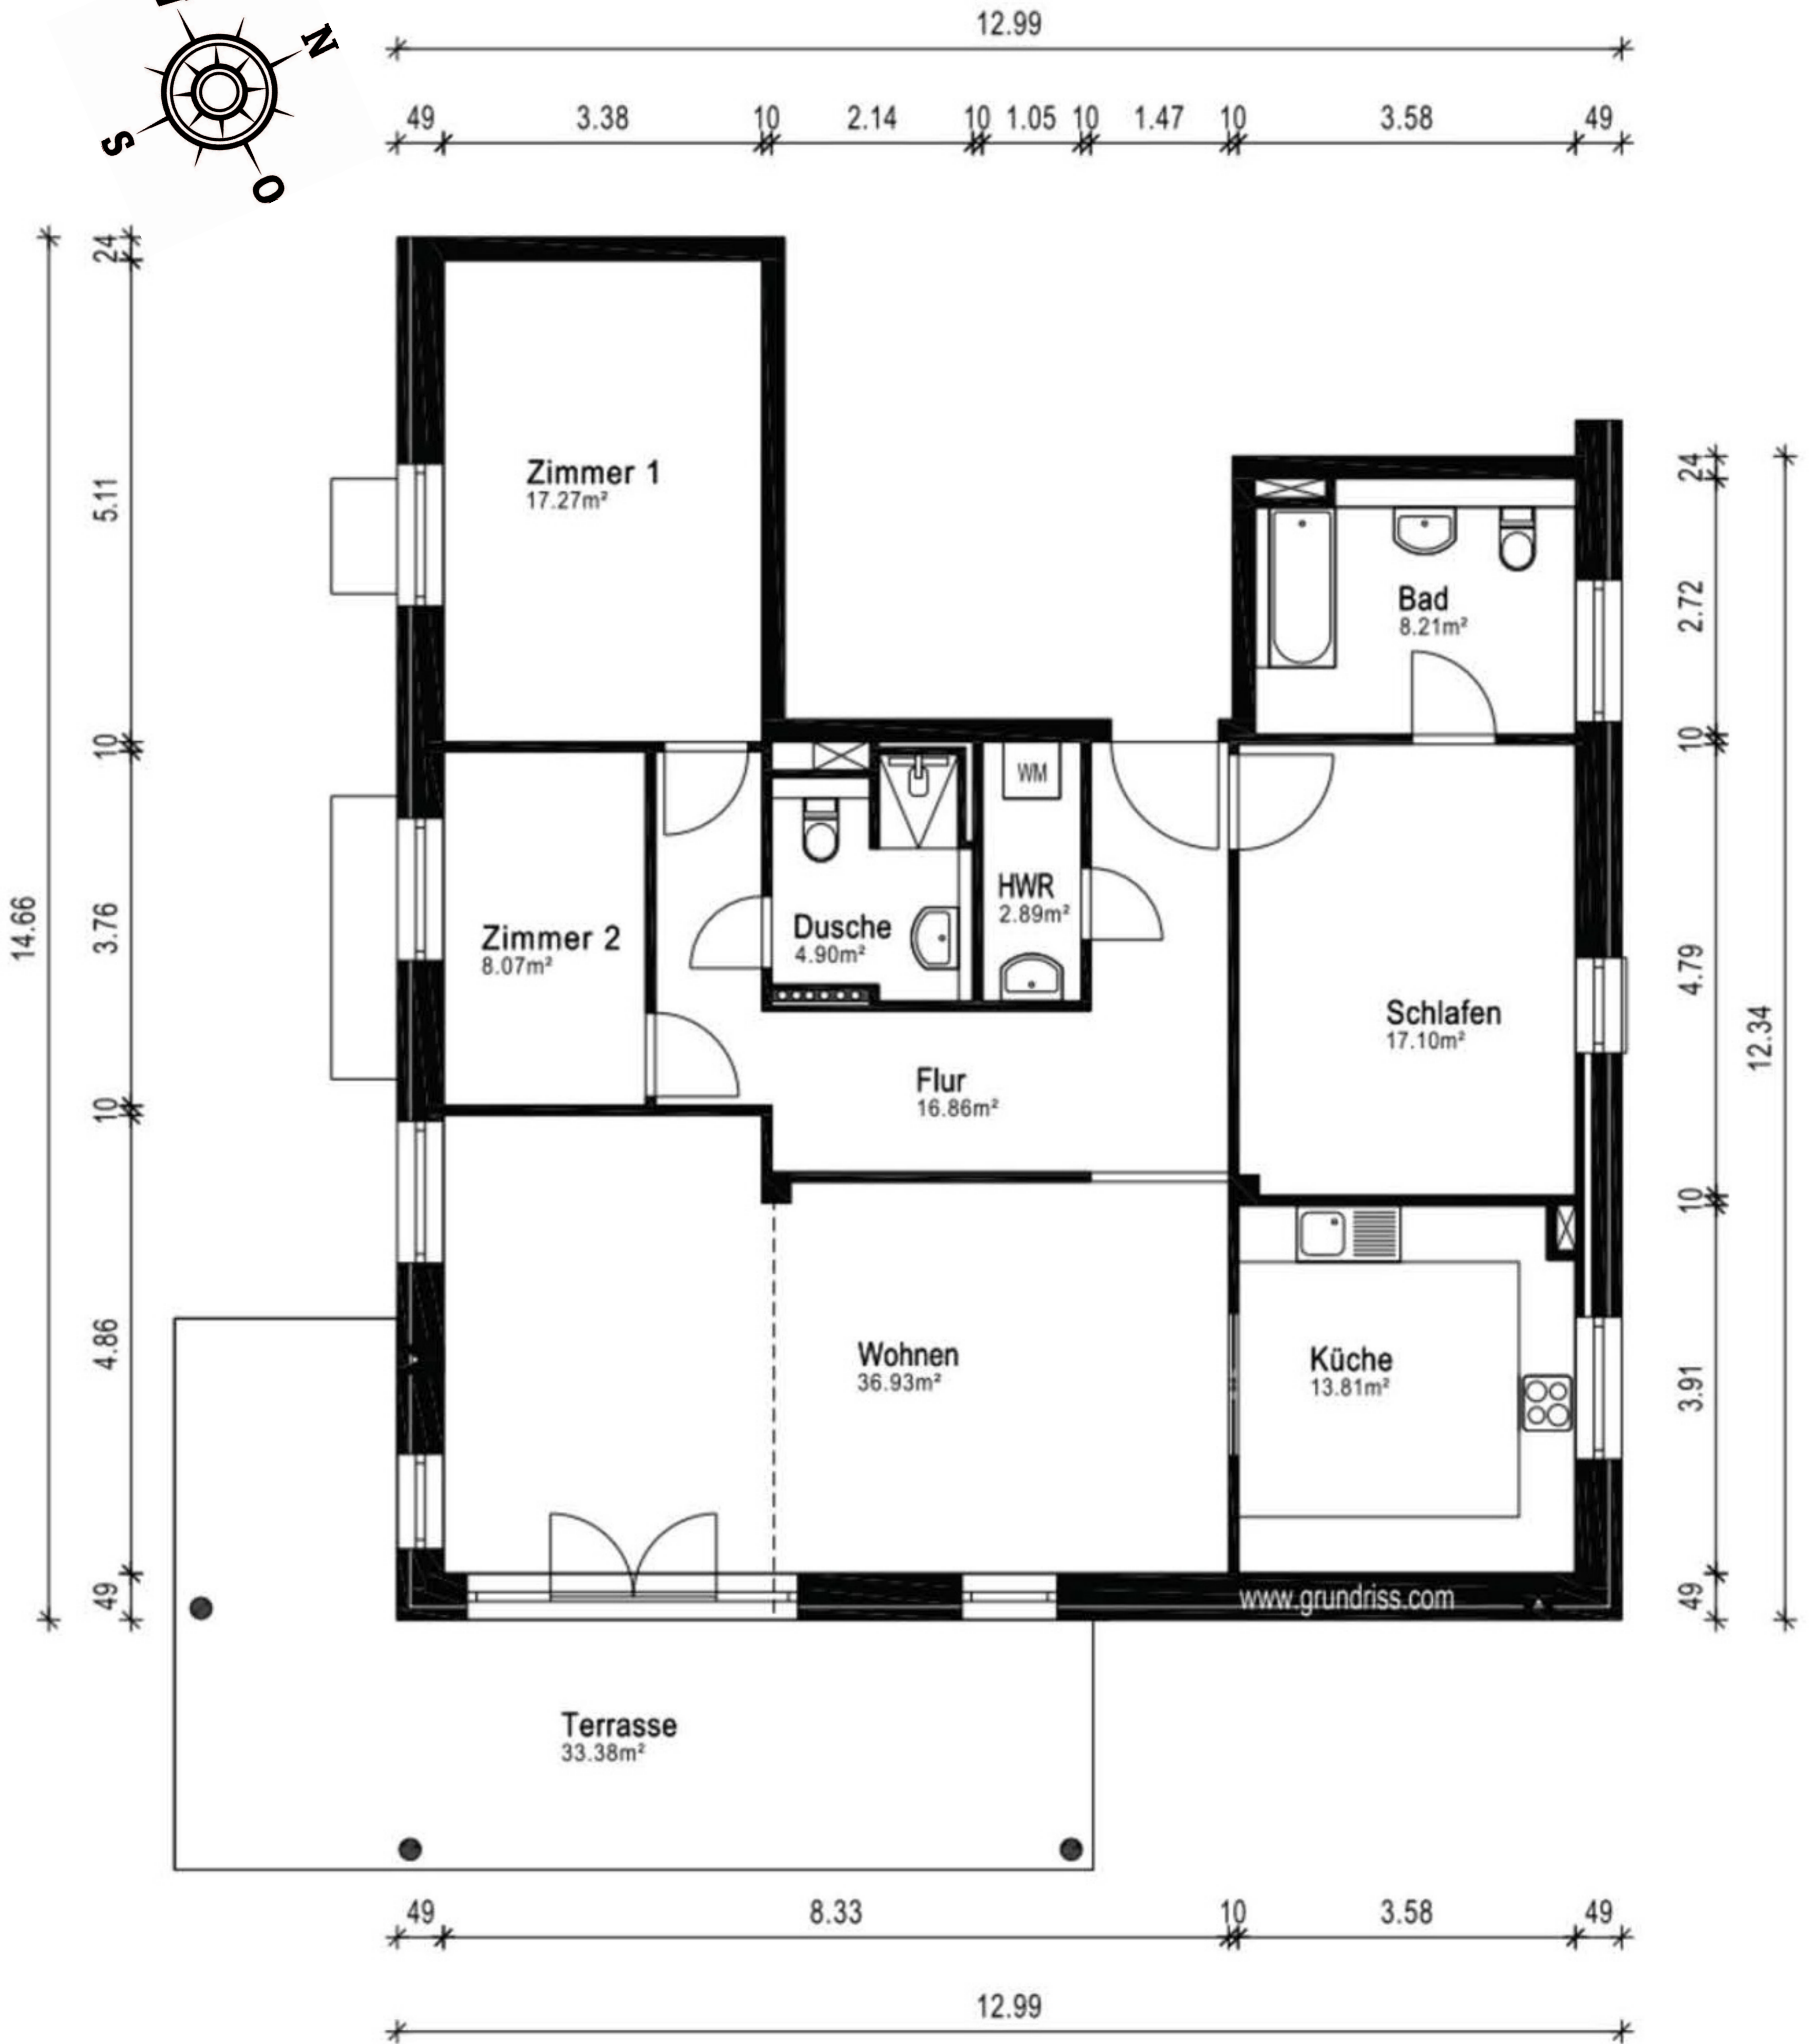 N
S
O
12.99
49 3.38 10 2.14 10 1.05 10 1.47 10 3.58 49
24
5.11
10
3.76
10
4.86
49
14.66
24
2.72
10
4.79
10
3.91
49
12.34
Zimmer 1
17.27m²
Bad
8.21m²
WM
HWR
2.89m²
Dusche
4.90m²
Zimmer 2
8.07m²
Schlafen
17.10m²
Flur
16.86m²
Wohnen
36.93m²
Küche
13.81m²
www.grundriss.com
Terrasse
33.38m²
49 8.33 10 3.58 49
12.99